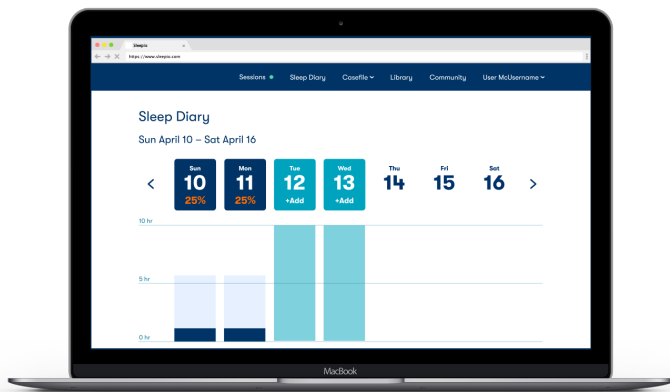 Sleepio
https://www.sleepio.com
Sessions Sleep Diary Casefile Library Community User McUsername
Sleep Diary
Sun April 10 – Sat April 16
Sun Mon Tue Wed Thu Fri Sat
10 11 12 13 14 15 16
25% 25% +Add +Add
10 hr
5 hr
0 hr
MacBook